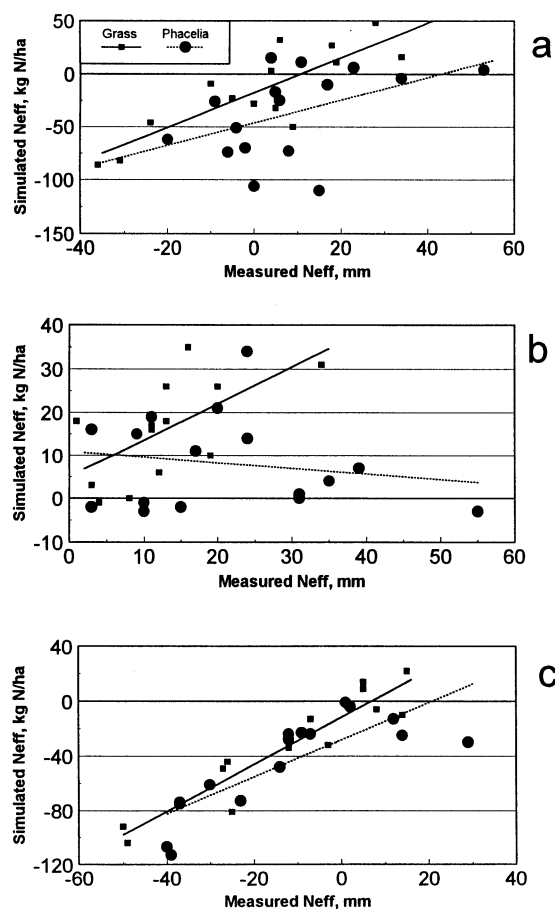 Grass Phacelia
a
50
0
-50
-100
-150
Simulated Neff, kg N/ha
-60 -40 -20 0 20 40 60
Measured Neff, mm
b
40
30
20
10
0
-10
Simulated Neff, kg N/ha
0 10 20 30 40 50 60
Measured Neff, mm
c
40
0
-40
-80
-120
Simulated Neff, kg N/ha
-60 -40 -20 0 20 40
Measured Neff, mm